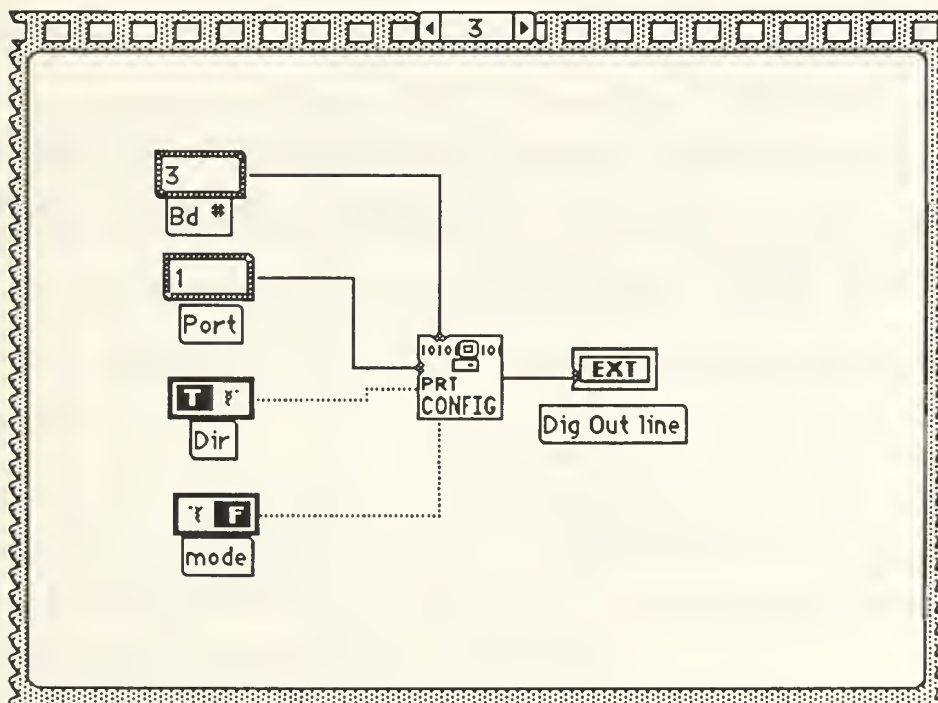 3
3
Bd #
1
Port
T
Dir
F
mode
PRT
CONFIG
EXT
Dig Out line